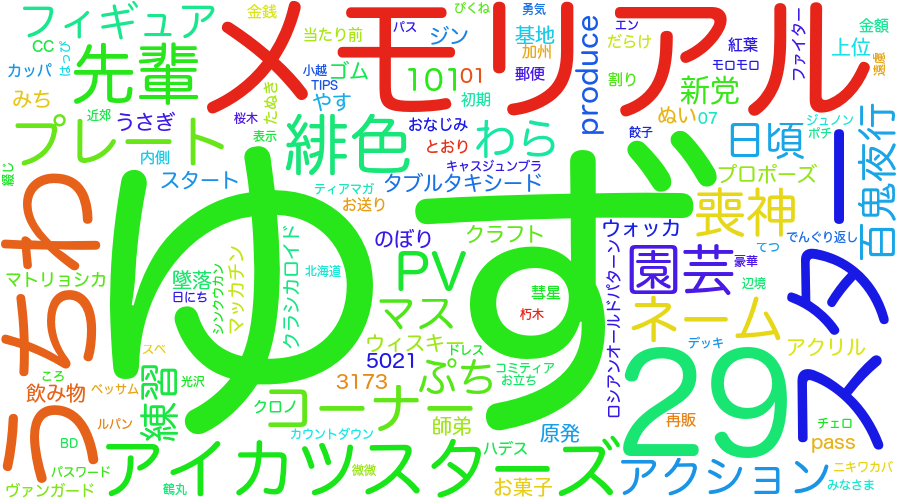 フィギュア
金銭
メモリアル
ぴくね
勇気
エン
金額
CC
はっぴ
先輩
当たり前
パス
ジン
基地
加州
だらけ
紅葉
ファイター
上位
遠慮
カッパ
小越
ゴム
101
01
郵便
produce
割り
モロモロ
みち
たぬき
TIPS
やす
初期
新党
ぬい
07
ジュノン
ポチ
近郊
うさぎ
桜木
表示
緋色
おなじみ
とおり
わら
餃子
日頃
百鬼夜行
プレート
内側
キャスジュンブラ
綴じ
スタート
ティアマガ
タブルタキシード
プロポーズ
お送り
うちわ
ゆず
喪神
スター
のぼり
クラフト
ウォッカ
でんぐり返し
マトリョシカ
墜落
日にち
シンシウカン
マッカチン
クラシカロイド
北海道
PV
彗星
ロシアンオールドパターン
園芸
てつ
豪華
辺境
マス
朽木
ネーム
ウィスキー
ドレス
デッキ
アクリル
スベ
5021
ぷち
コミティア
お立ち
29
ころ
飲み物
ベッサム
練習
光沢
3173
コーナー
師弟
クロノ
ルパン
再販
チェロ
pass
BD
カウントダウン
ハデス
原発
パスワード
アイカツスターズ
アクション
ニキワカバ
みなさま
ヴァンガード
鶴丸
微微
お菓子